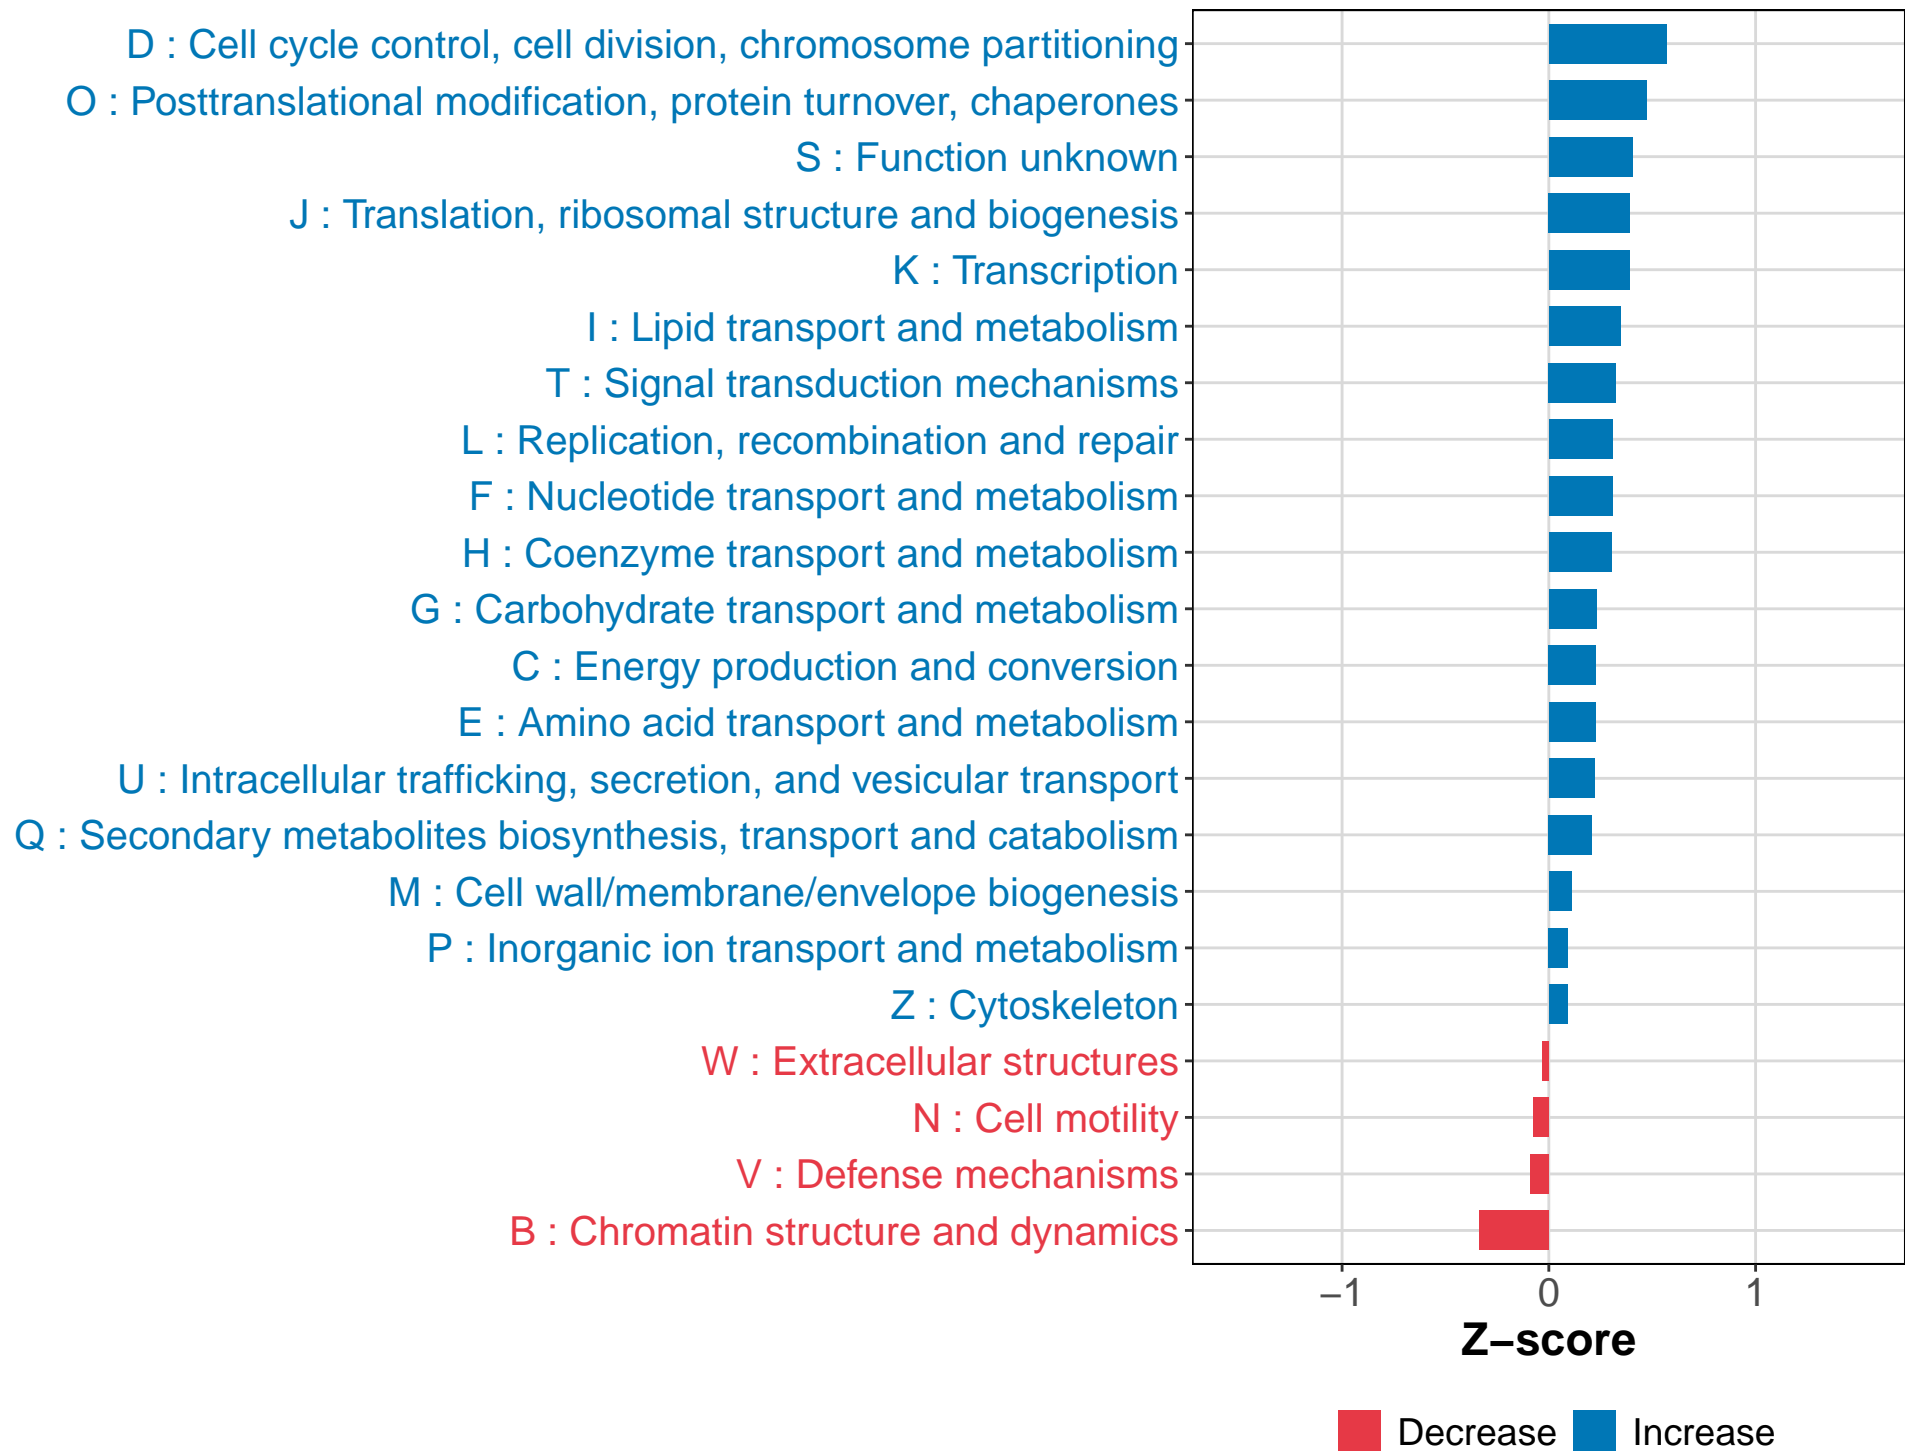 D : Cell cycle control, cell division, chromosome partitioning
O : Posttranslational modification, protein turnover, chaperones
S : Function unknown
J : Translation, ribosomal structure and biogenesis
K : Transcription
I : Lipid transport and metabolism
T : Signal transduction mechanisms
L : Replication, recombination and repair
F : Nucleotide transport and metabolism
H : Coenzyme transport and metabolism
G : Carbohydrate transport and metabolism
C : Energy production and conversion
E : Amino acid transport and metabolism
U : Intracellular trafficking, secretion, and vesicular transport
Q : Secondary metabolites biosynthesis, transport and catabolism
M : Cell wall/membrane/envelope biogenesis
P : Inorganic ion transport and metabolism
Z : Cytoskeleton
W : Extracellular structures
N : Cell motility
V : Defense mechanisms
B : Chromatin structure and dynamics
−1 0 1
Z−score
Decrease Increase